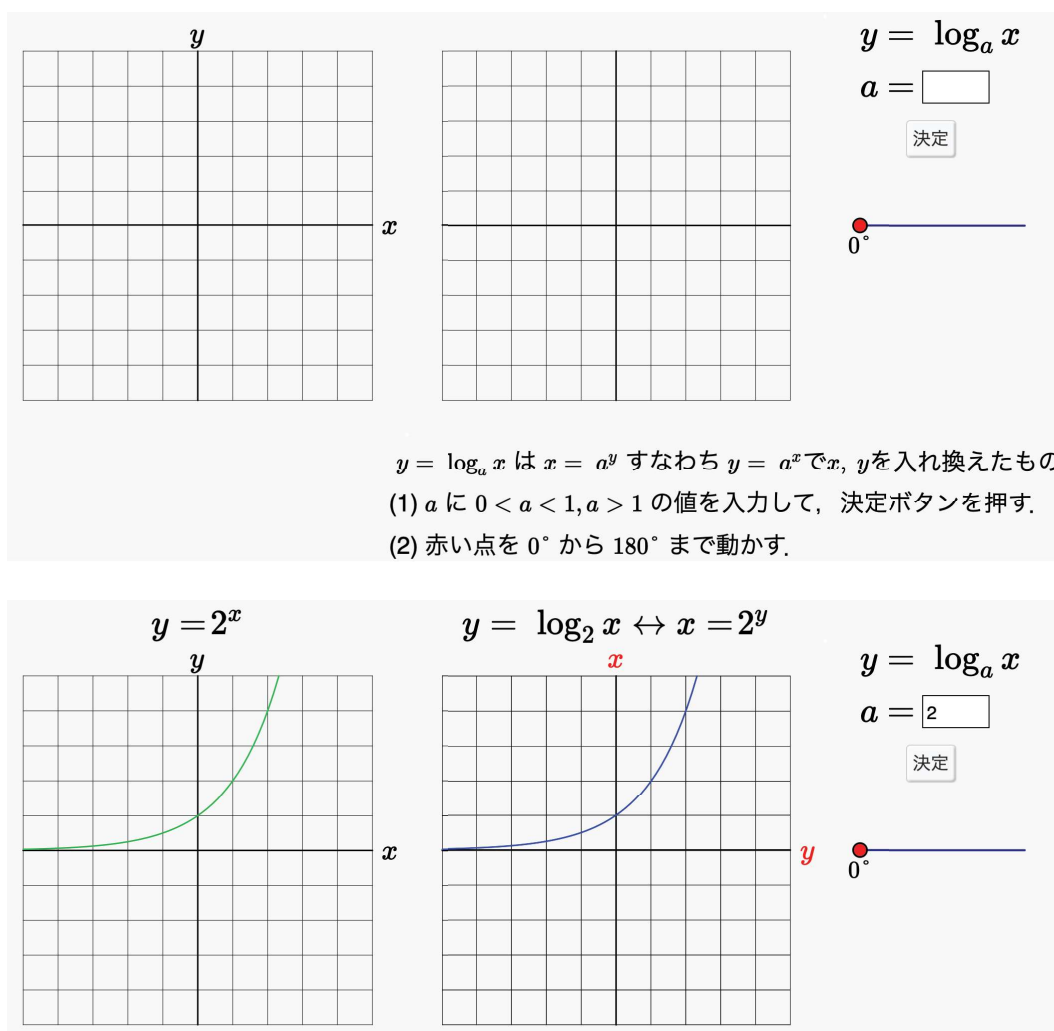 y
x
y = log_a x
a =
決定
0°
y = log_a x は x = a^y すなわち y = a^xでx, yを入れ換えたもの
(1) a に 0 < a < 1, a > 1 の値を入力して，決定ボタンを押す.
(2) 赤い点を 0° から 180° まで動かす.
y = 2^x
y
x
y = log_2 x ↔ x = 2^y
x
y
y = log_a x
a = 2
決定
0°